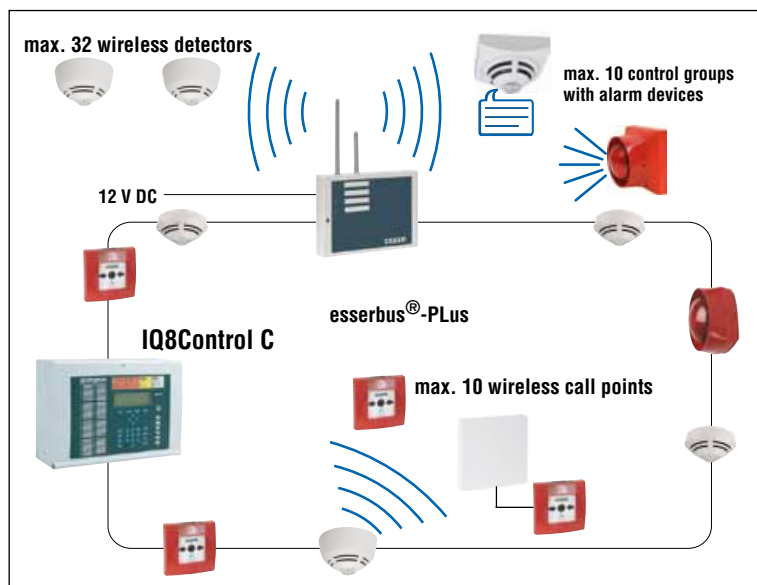 max. 32 wireless detectors
max. 10 control groups
with alarm devices
12 V DC
ESSER
esserbus®-PLus
IQ8Control C
max. 10 wireless call points